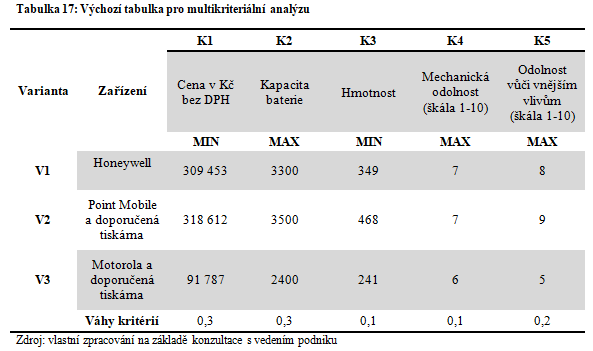 Tabulka 17: Výchozí tabulka pro multikriteriální analýzu
K1 K2 K3 K4 K5
Varianta Zařízení Cena v Kč bez DPH Kapacita baterie Hmotnost Mechanická odolnost (škála 1-10) Odolnost vůči vnějším vlivům (škála 1-10)
MIN MAX MIN MAX MAX
V1 Honeywell 309 453 3300 349 7 8
V2 Point Mobile a doporučená tiskárna 318 612 3500 468 7 9
V3 Motorola a doporučená tiskárna 91 787 2400 241 6 5
Váhy kritérií 0,3 0,3 0,1 0,1 0,2
Zdroj: vlastní zpracování na základě konzultace s vedením podniku